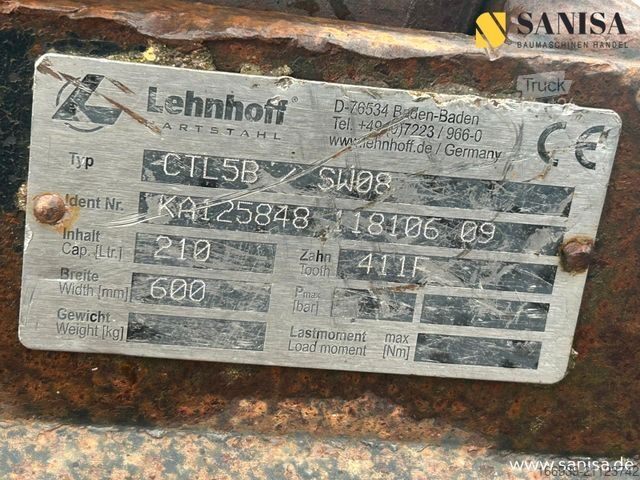 SANISA
BAUMASCHINEN HANDEL
Truck
Lehnhoff®
HARTSTAHL
D-76534 Baden-Baden
Tel. +49(0)7223 / 966-0
www.lehnhoff.de / Germany
CE
Typ CTL5B / SW08
Ident Nr. KA125848 118106 09
Inhalt
Cap. [Ltr.] 210
Zahn
Tooth 411F
Breite
Width [mm] 600
Pmax
[bar]
Gewicht
Weight [kg]
Lastmoment max
Load moment [Nm]
www.sanisa.de